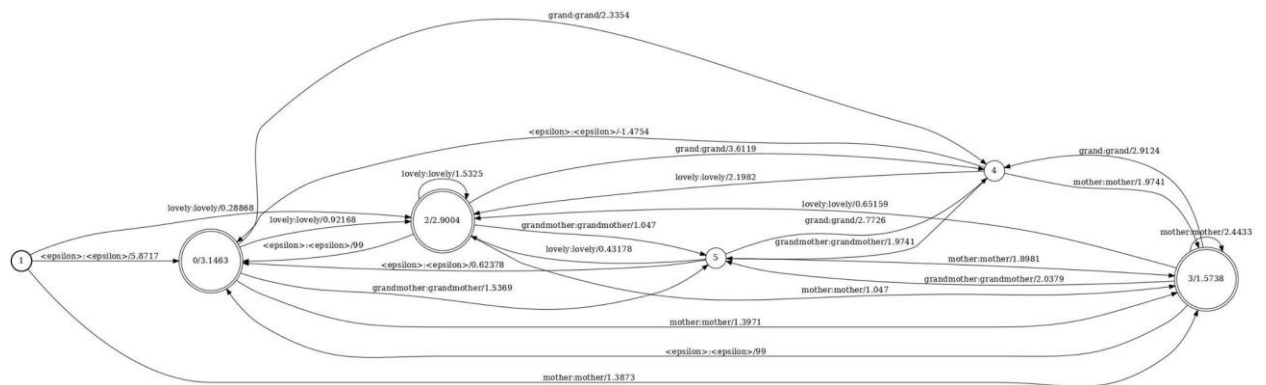 grand:grand/2.3354
<epsilon>:<epsilon>/-1.4754
grand:grand/3.6119
grand:grand/2.9124
4
lovely:lovely/1.5325
lovely:lovely/2.1982
mother:mother/1.9741
lovely:lovely/0.28868
lovely:lovely/0.92168
2/2.9004
grandmother:grandmother/1.047
lovely:lovely/0.65159
grand:grand/2.7726
mother:mother/2.4433
<epsilon>:<epsilon>/99
lovely:lovely/0.43178
grandmother:grandmother/1.9741
1
<epsilon>:<epsilon>/5.8717
0/3.1463
<epsilon>:<epsilon>/0.62378
5
mother:mother/1.8981
grandmother:grandmother/2.0379
3/1.5738
grandmother:grandmother/1.5369
mother:mother/1.047
mother:mother/1.3971
<epsilon>:<epsilon>/99
mother:mother/1.3873